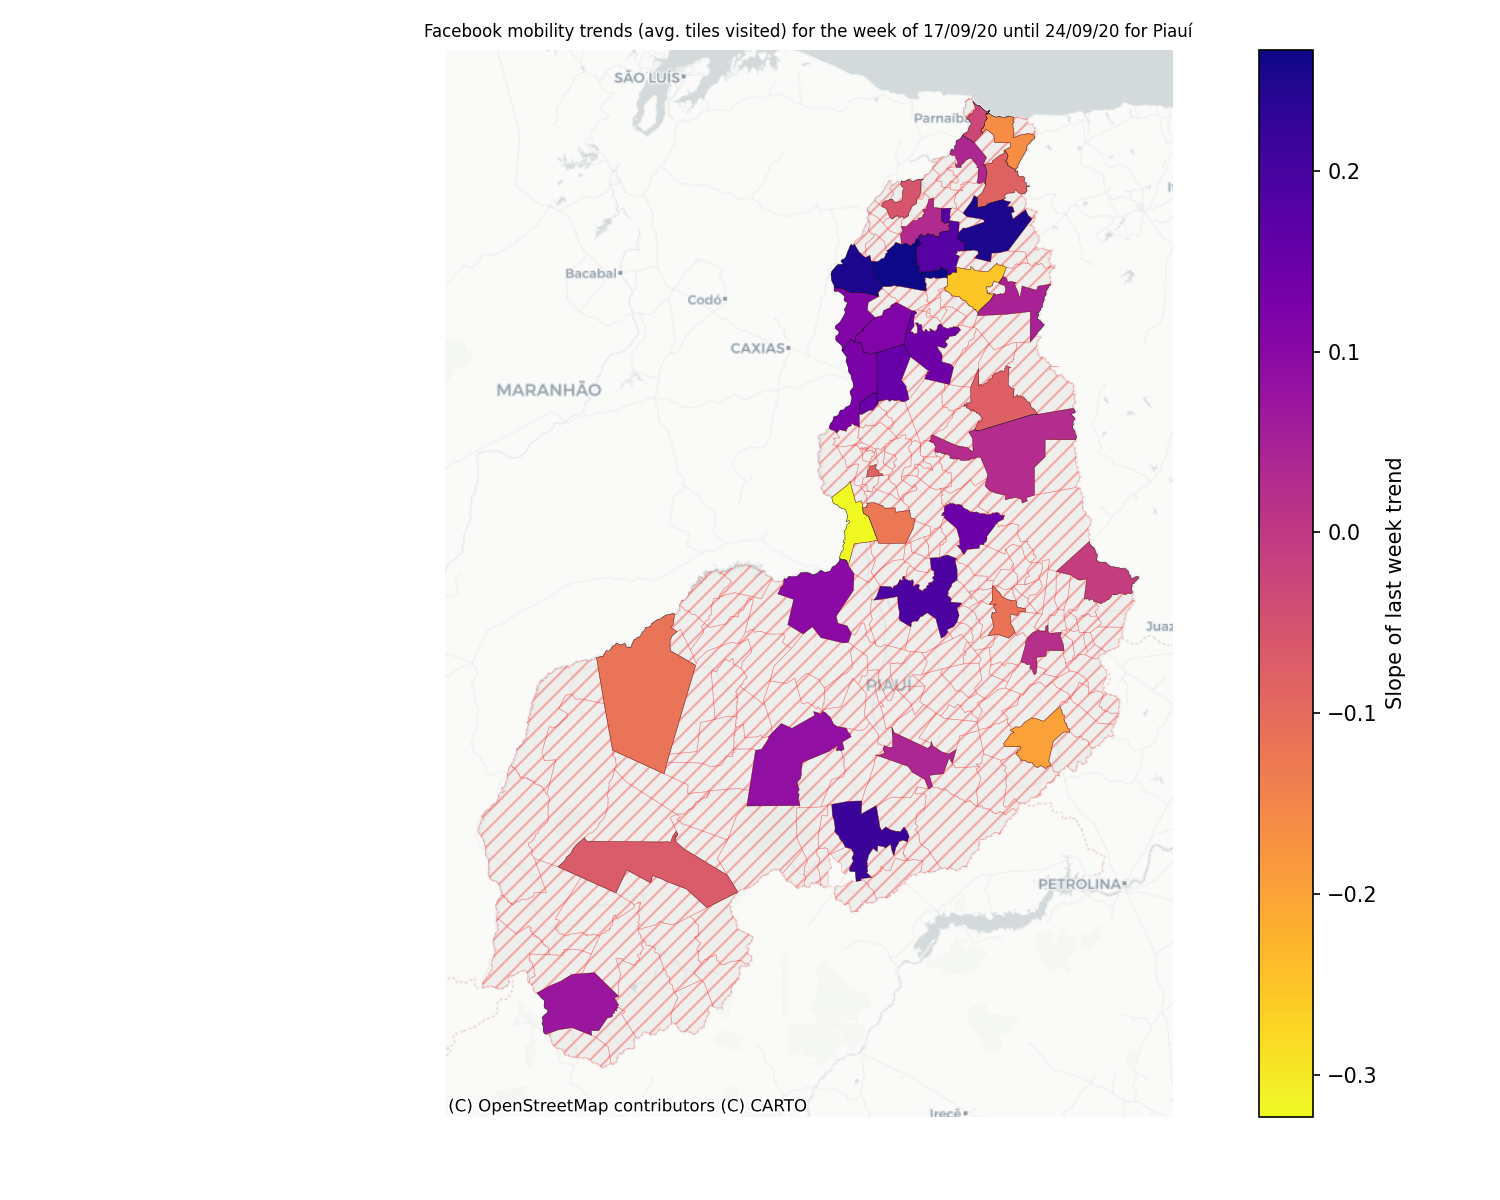 Facebook mobility trends (avg. tiles visited) for the week of 17/09/20 until 24/09/20 for Piauí
SÃO LUÍS
Parnaíba
Bacabal
Codó
CAXIAS
MARANHÃO
PIAUÍ
Juaz
PETROLINA
Irecê
(C) OpenStreetMap contributors (C) CARTO
0.2
0.1
0.0
−0.1
−0.2
−0.3
Slope of last week trend